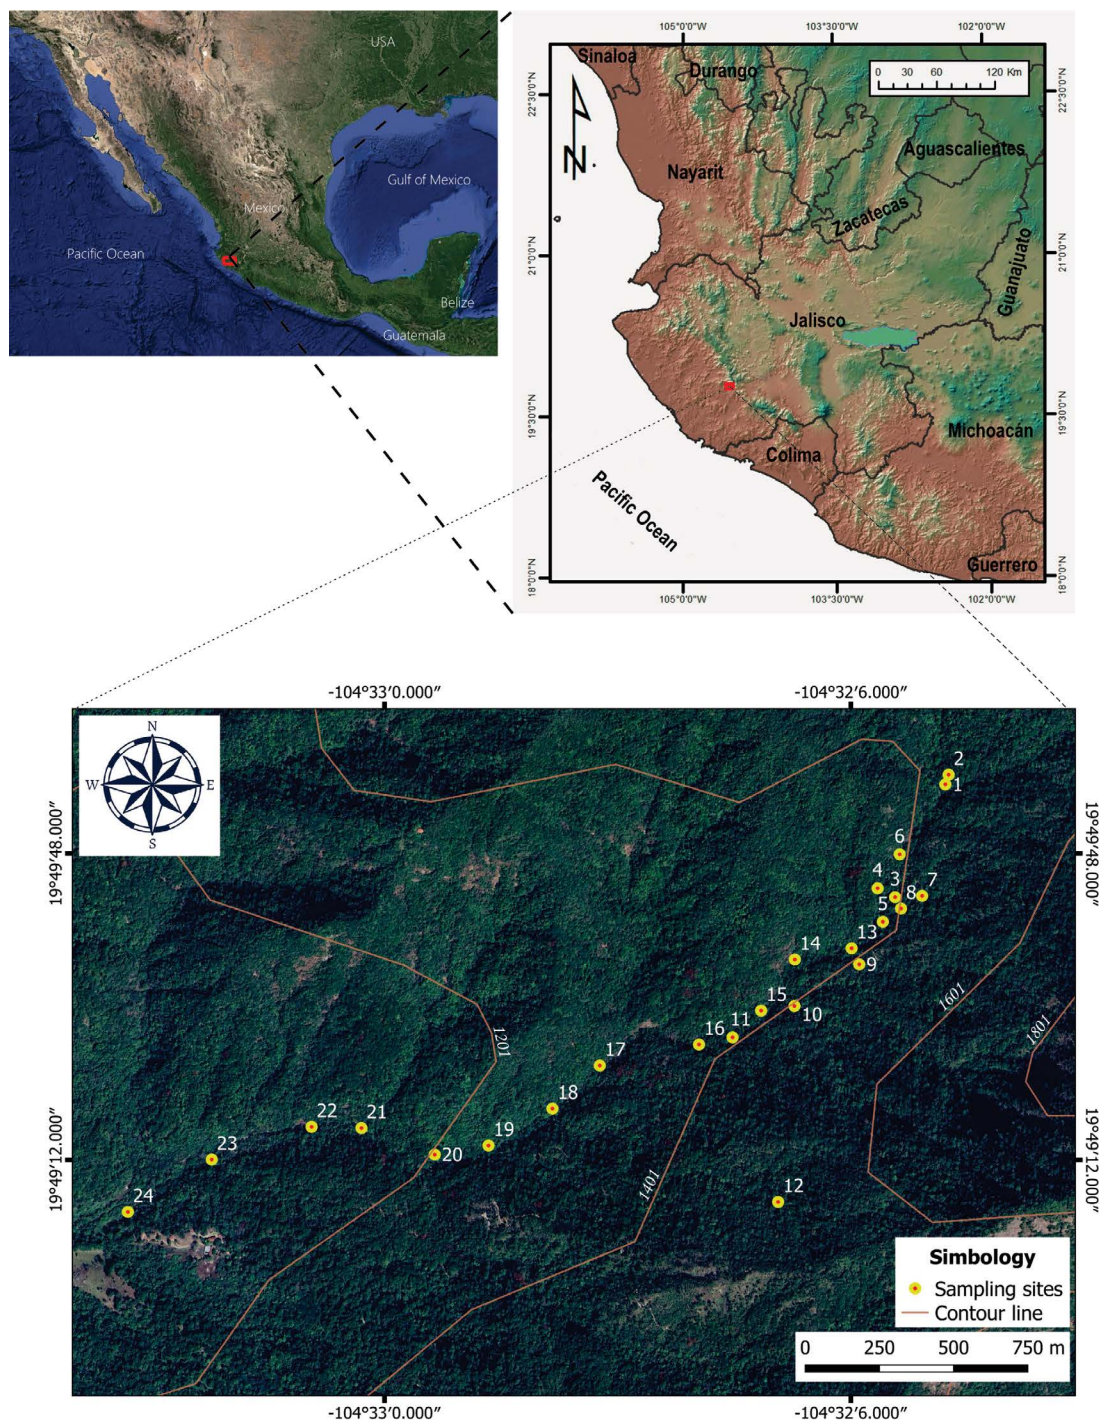 USA
Gulf of Mexico
Mexico
Pacific Ocean
Belize
Guatemala
105°0'0"W
103°30'0"W
102°0'0"W
Sinaloa
Durango
0 30 60 120 Km
22°30'0"N
22°30'0"N
N
Aguascalientes
Nayarit
Zacatecas
Guanajuato
21°0'0"N
21°0'0"N
Jalisco
19°30'0"N
19°30'0"N
Michoacán
Colima
Pacific Ocean
Guerrero
18°0'0"N
18°0'0"N
105°0'0"W
103°30'0"W
102°0'0"W
-104°33'0.000"
-104°32'6.000"
N
W
E
S
2
1
19°49'48.000"
19°49'48.000"
6
4
3
7
8
5
13
14
9
1601
15
10
1801
1201
16
11
17
18
22
21
19
23
20
19°49'12.000"
19°49'12.000"
1401
12
24
Simbology
Sampling sites
Contour line
0 250 500 750 m
-104°33'0.000"
-104°32'6.000"